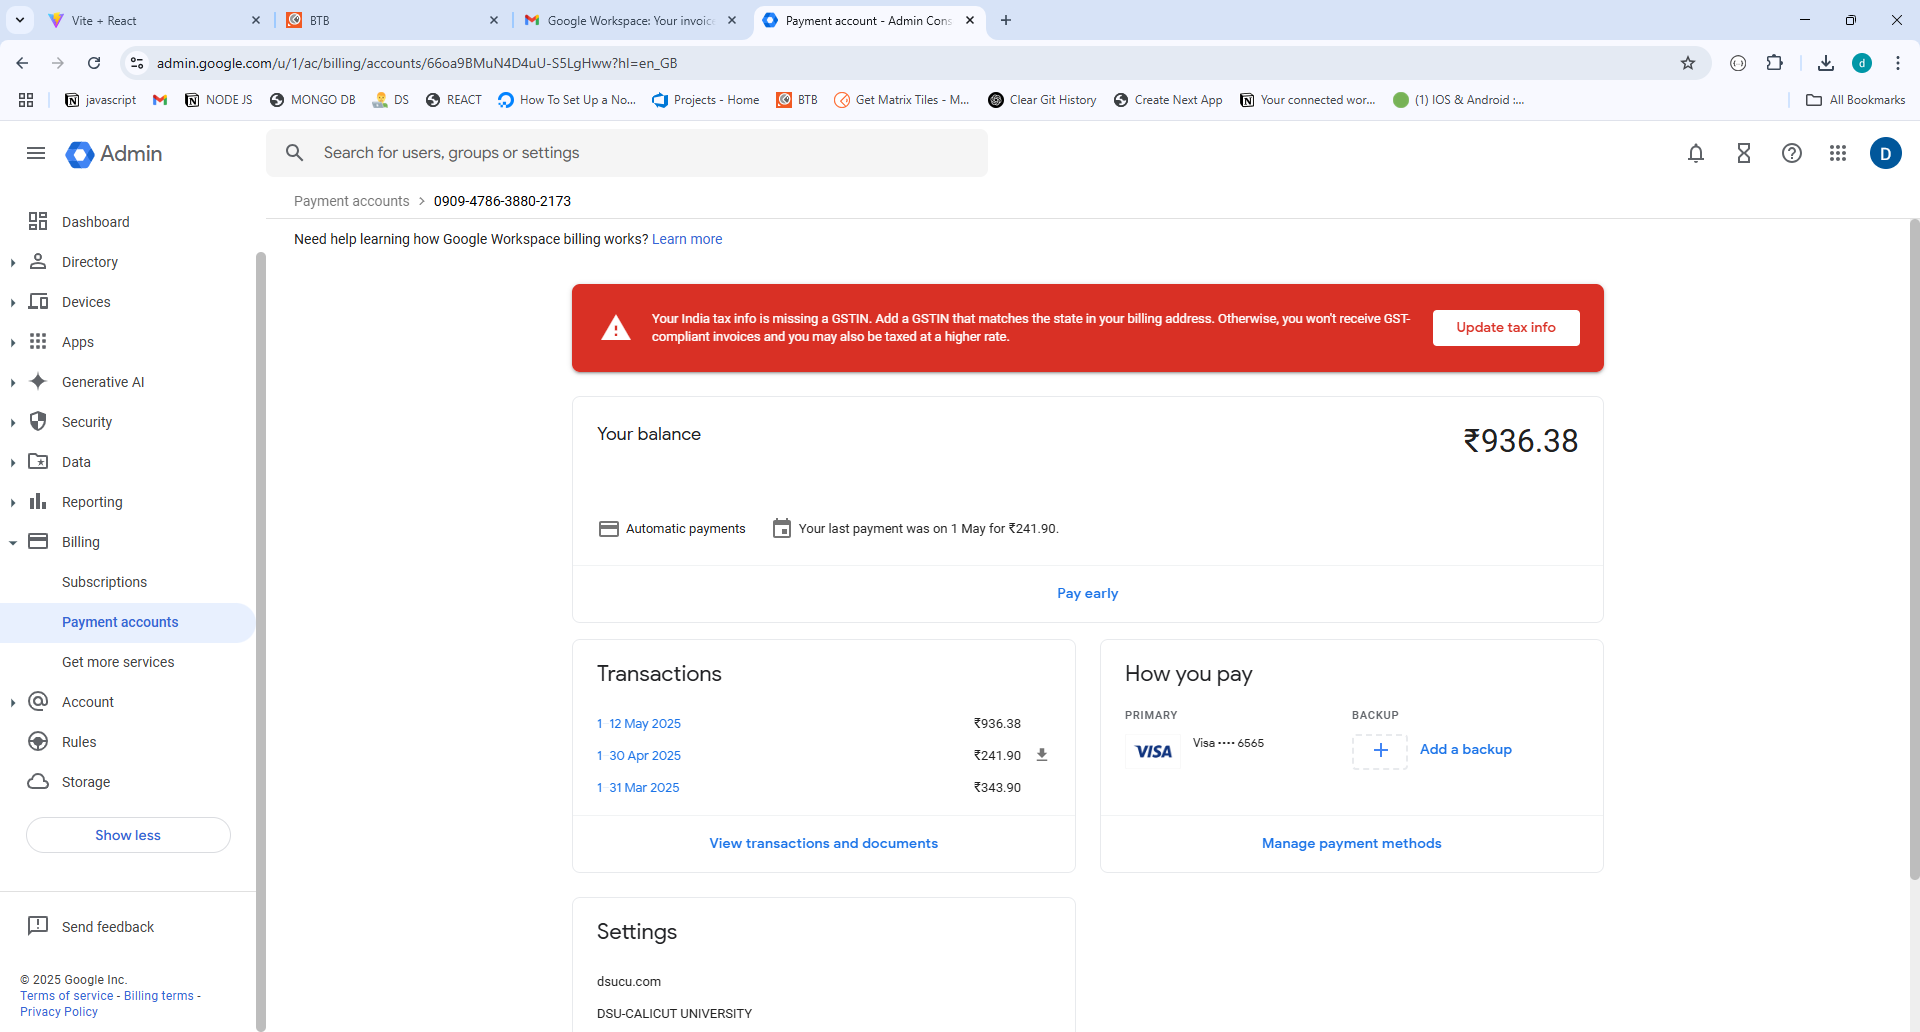 Vite + React
BTB
Google Workspace: Your invoic
Payment account - Admin Cons
admin.google.com/u/1/ac/billing/accounts/66oa9BMuN4D4uU-S5LgHww?hl=en_GB
d
javascript
NODE JS
MONGO DB
DS
REACT
How To Set Up a No...
Projects - Home
BTB
Get Matrix Tiles - M...
Clear Git History
Create Next App
Your connected wor...
(1) IOS & Android :...
All Bookmarks
Admin
Search for users, groups or settings
D
Payment accounts > 0909-4786-3880-2173
Need help learning how Google Workspace billing works? Learn more
Dashboard
Directory
Devices
Apps
Generative AI
Security
Data
Reporting
Billing
Subscriptions
Payment accounts
Get more services
Account
Rules
Storage
Show less
Send feedback
© 2025 Google Inc.
Terms of service - Billing terms -
Privacy Policy
Your India tax info is missing a GSTIN. Add a GSTIN that matches the state in your billing address. Otherwise, you won't receive GST-
compliant invoices and you may also be taxed at a higher rate.
Update tax info
Your balance
₹936.38
Automatic payments
Your last payment was on 1 May for ₹241.90.
Pay early
Transactions
1 12 May 2025 ₹936.38
1 30 Apr 2025 ₹241.90
1 31 Mar 2025 ₹343.90
View transactions and documents
How you pay
PRIMARY
VISA
Visa •••• 6565
BACKUP
Add a backup
Manage payment methods
Settings
dsucu.com
DSU-CALICUT UNIVERSITY